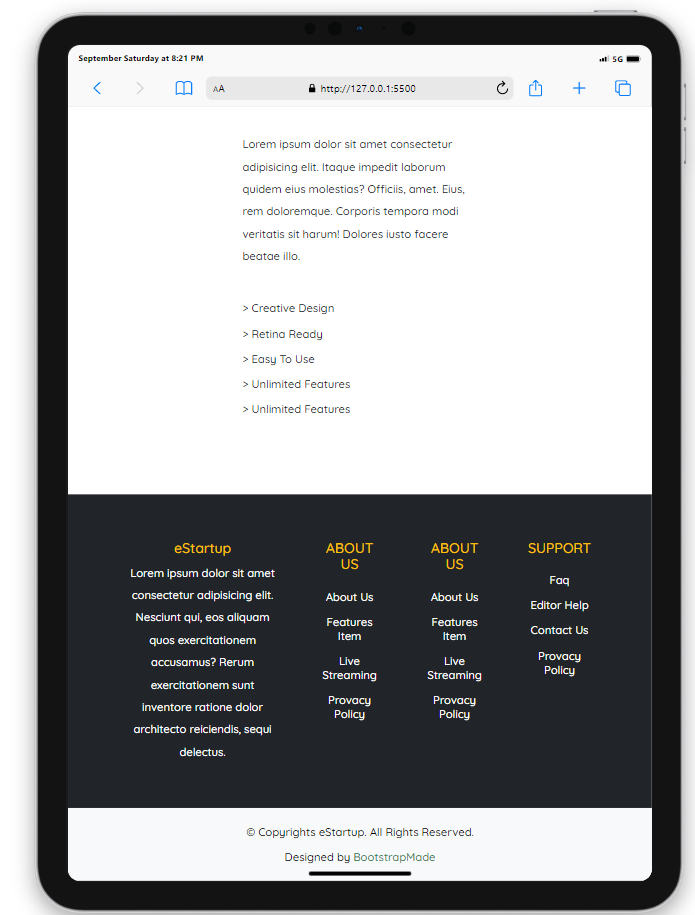 September Saturday at 8:21 PM
5G
AA
http://127.0.0.1:5500
Lorem ipsum dolor sit amet consectetur
adipisicing elit. Itaque impedit laborum
quidem eius molestias? Officiis, amet. Eius,
rem doloremque. Corporis tempora modi
veritatis sit harum! Dolores iusto facere
beatae illo.
> Creative Design
> Retina Ready
> Easy To Use
> Unlimited Features
> Unlimited Features
eStartup
Lorem ipsum dolor sit amet
consectetur adipisicing elit.
Nesciunt qui, eos aliquam
quos exercitationem
accusamus? Rerum
exercitationem sunt
inventore ratione dolor
architecto reiciendis, sequi
delectus.
ABOUT
US
About Us
Features
Item
Live
Streaming
Provacy
Policy
ABOUT
US
About Us
Features
Item
Live
Streaming
Provacy
Policy
SUPPORT
Faq
Editor Help
Contact Us
Provacy
Policy
© Copyrights eStartup. All Rights Reserved.
Designed by BootstrapMade